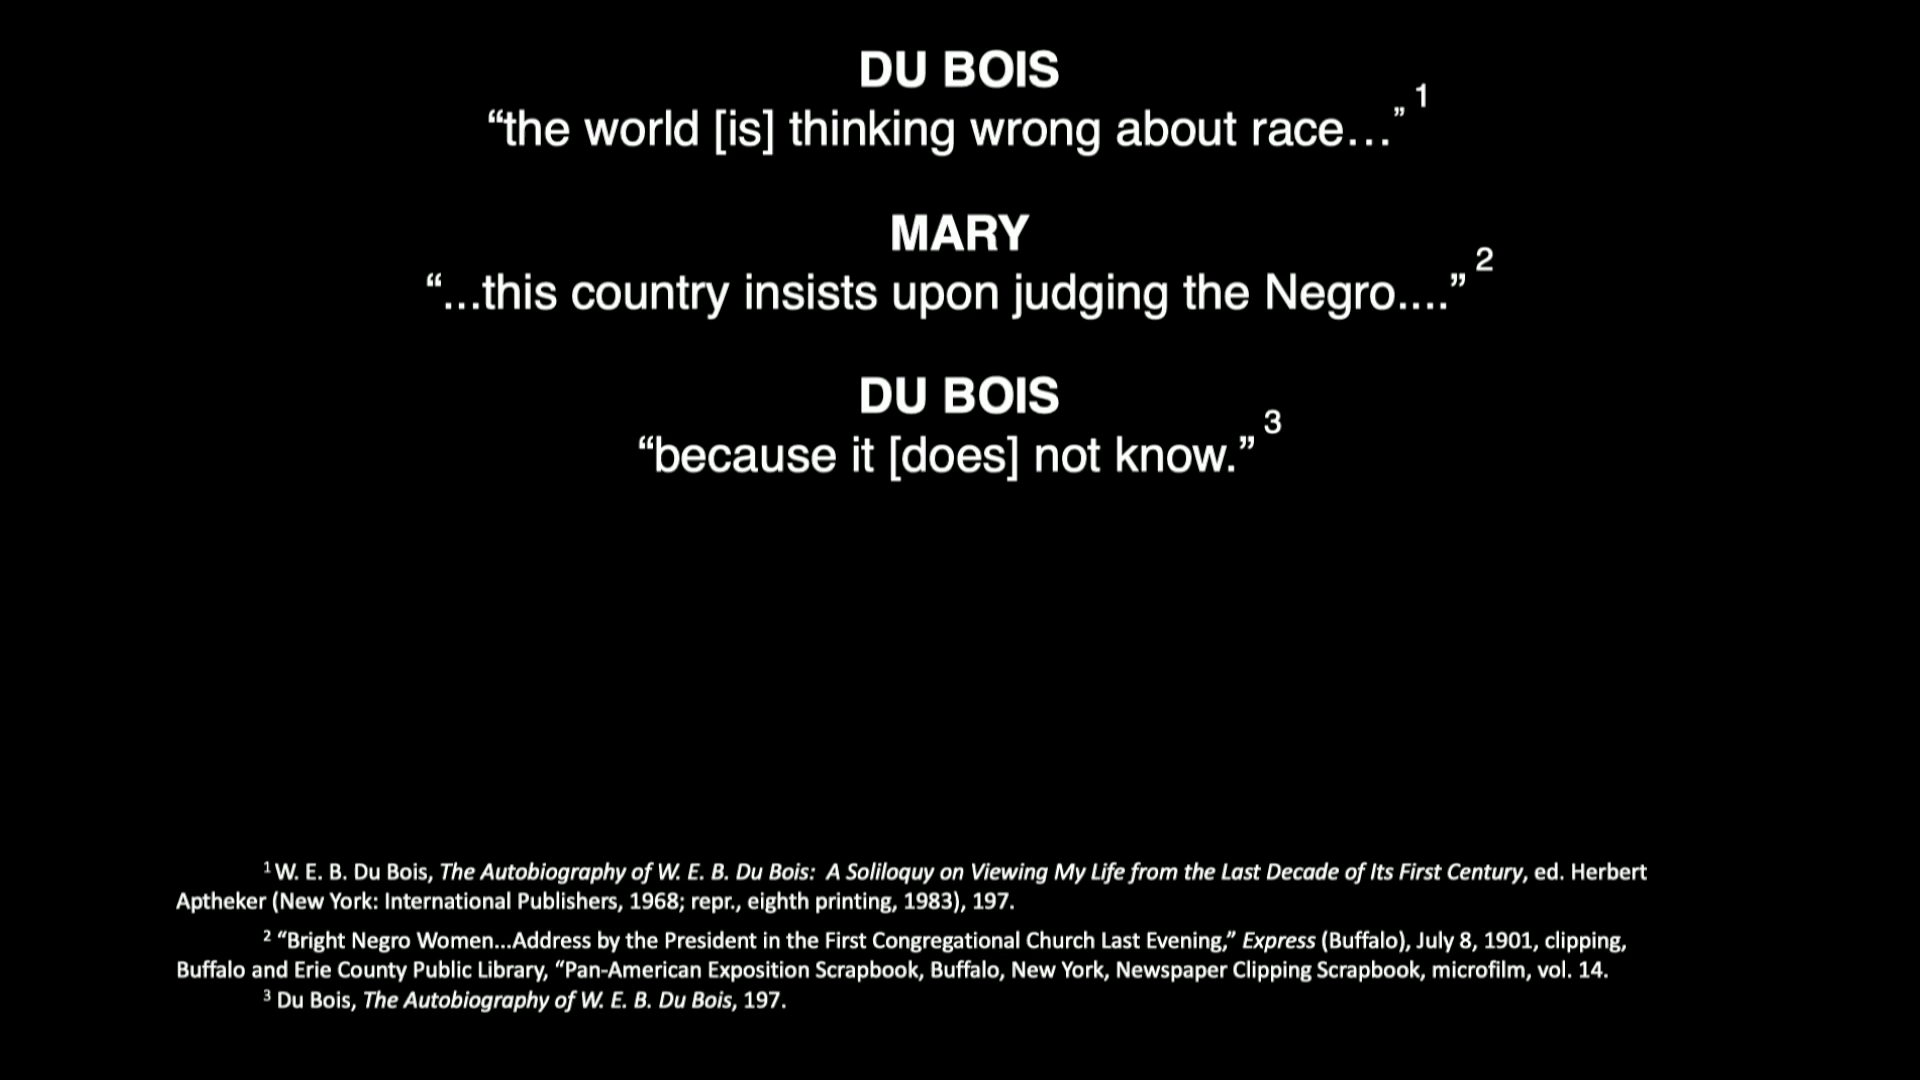 DU BOIS
“the world [is] thinking wrong about race…” 1
MARY
“...this country insists upon judging the Negro....” 2
DU BOIS
“because it [does] not know.” 3
1 W. E. B. Du Bois, The Autobiography of W. E. B. Du Bois: A Soliloquy on Viewing My Life from the Last Decade of Its First Century, ed. Herbert
Aptheker (New York: International Publishers, 1968; repr., eighth printing, 1983), 197.
2 “Bright Negro Women...Address by the President in the First Congregational Church Last Evening,” Express (Buffalo), July 8, 1901, clipping,
Buffalo and Erie County Public Library, “Pan-American Exposition Scrapbook, Buffalo, New York, Newspaper Clipping Scrapbook, microfilm, vol. 14.
3 Du Bois, The Autobiography of W. E. B. Du Bois, 197.